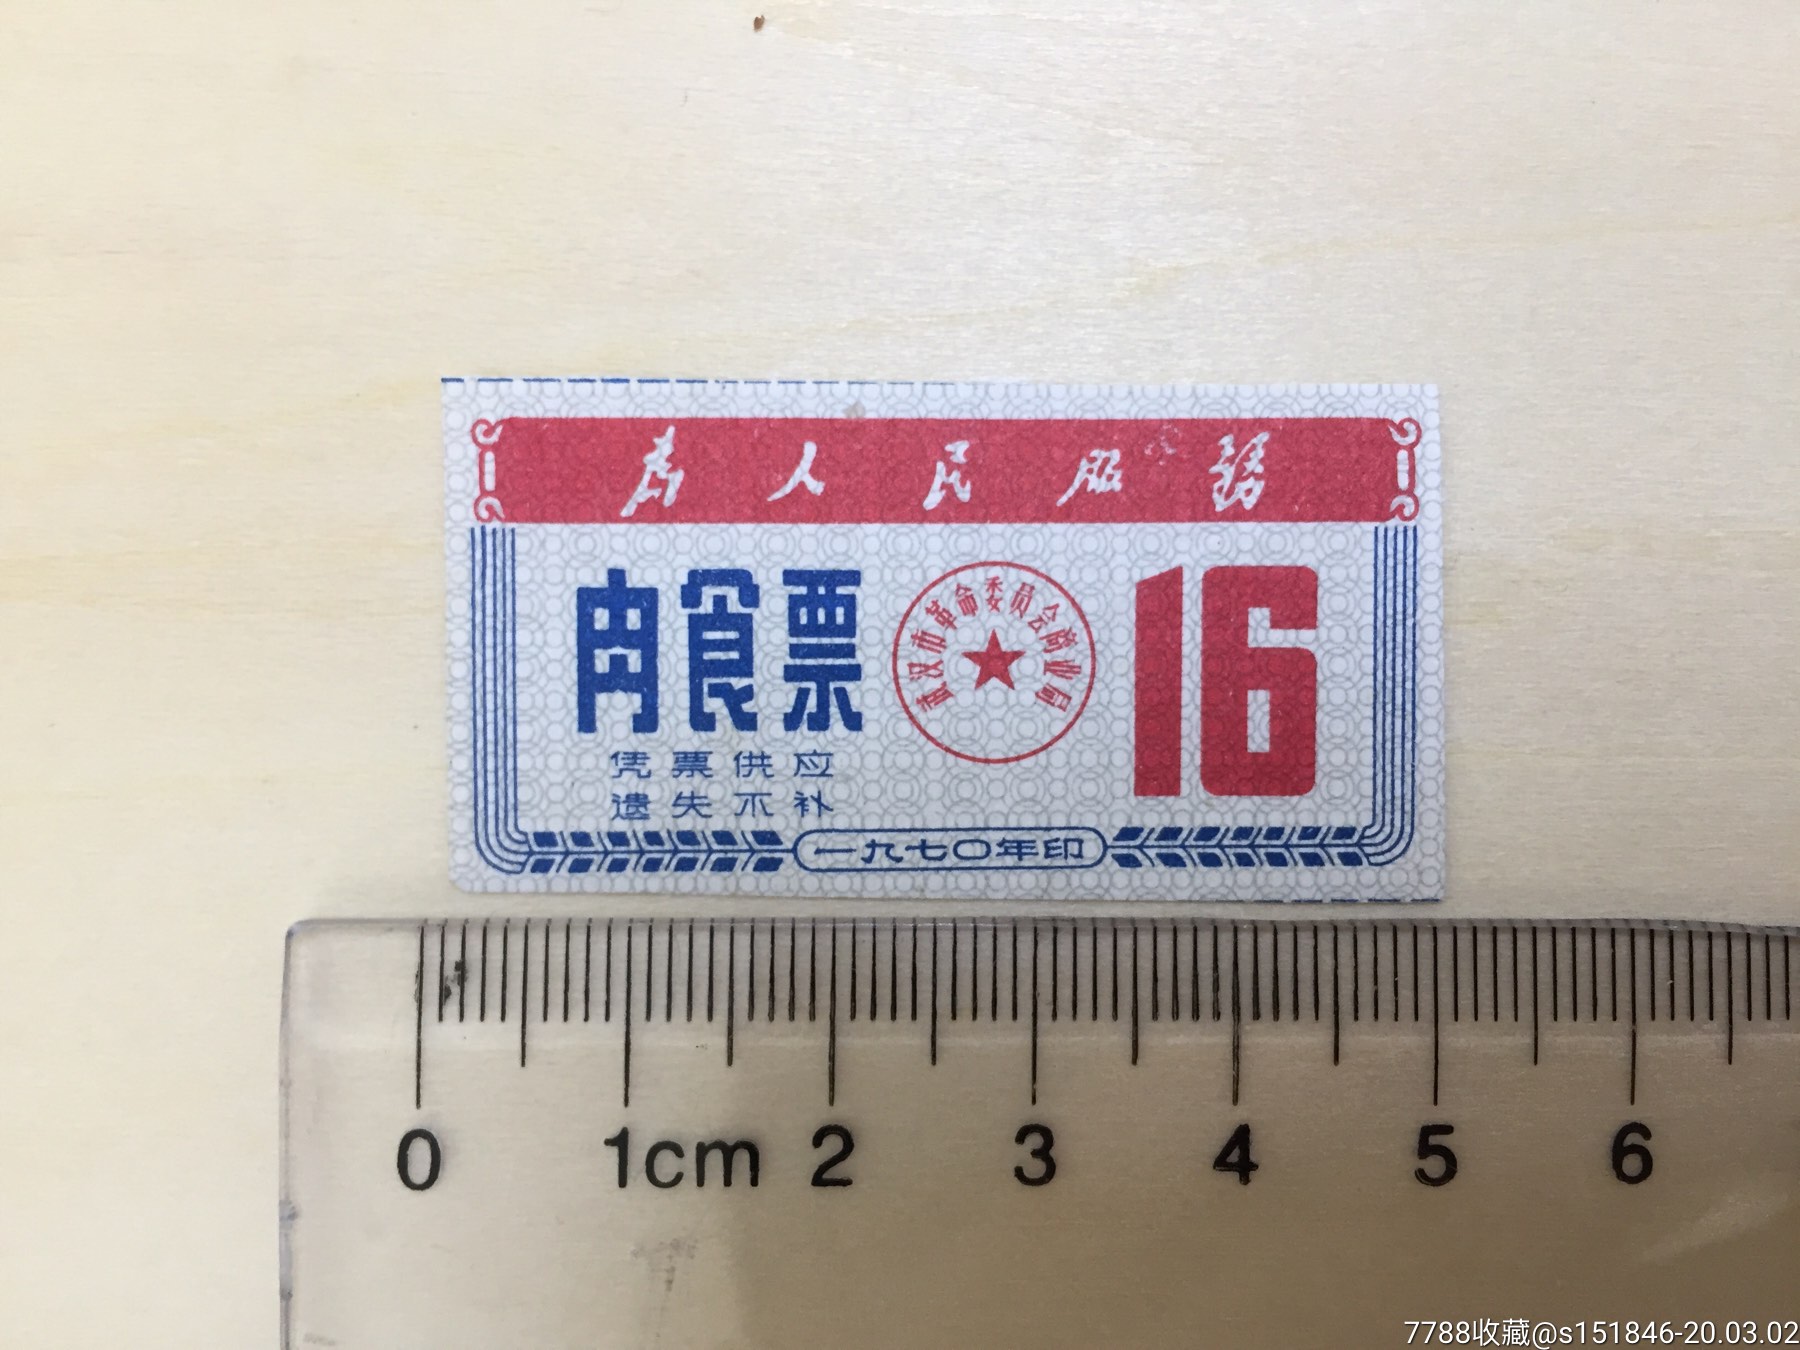 为人民服務
肉食票
武汉市革命委员会商业局
16
凭票供应
遗失不补
一九七〇年印
0 1cm 2 3 4 5 6
7788收藏@s151846-20.03.02